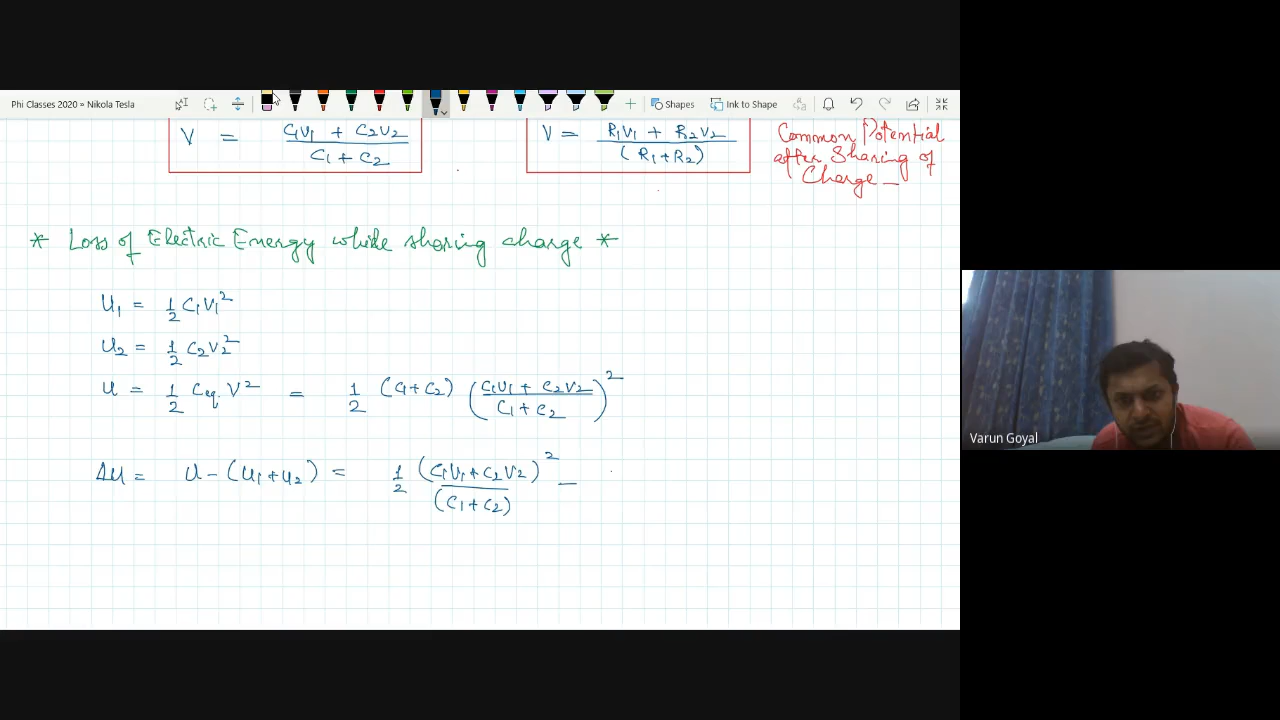 Phi Classes 2020 » Nikola Tesla
Shapes
Ink to Shape
V = C1V1 + C2V2 / C1 + C2
V = R1V1 + R2V2 / (R1 + R2)
Common Potential
after Sharing of
Charge –
* Loss of Electric Energy while sharing charge *
U1 = 1/2 C1V1²
U2 = 1/2 C2V2²
U = 1/2 Ceq. V² = 1/2 (C1 + C2) (C1V1 + C2V2 / C1 + C2)²
ΔU = U – (U1 + U2) = 1/2 (C1V1 + C2V2)² / (C1 + C2) –
Varun Goyal